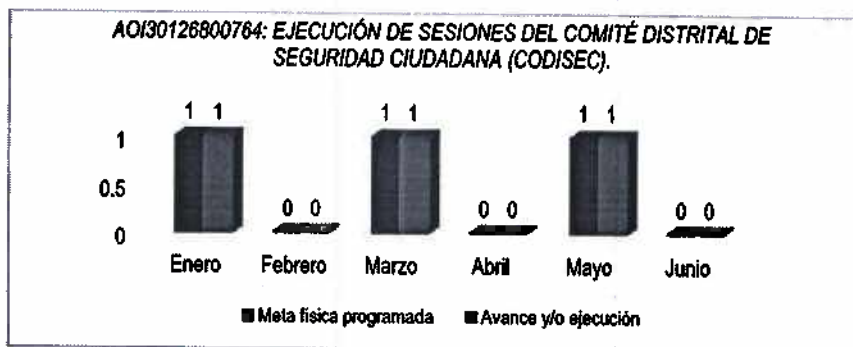 AOI30126800764: EJECUCIÓN DE SESIONES DEL COMITÉ DISTRITAL DE
SEGURIDAD CIUDADANA (CODISEC).
1 1 1 1 1 1
1
0.5
0 0 0 0 0 0
0
Enero Febrero Marzo Abril Mayo Junio
Meta física programada Avance y/o ejecución